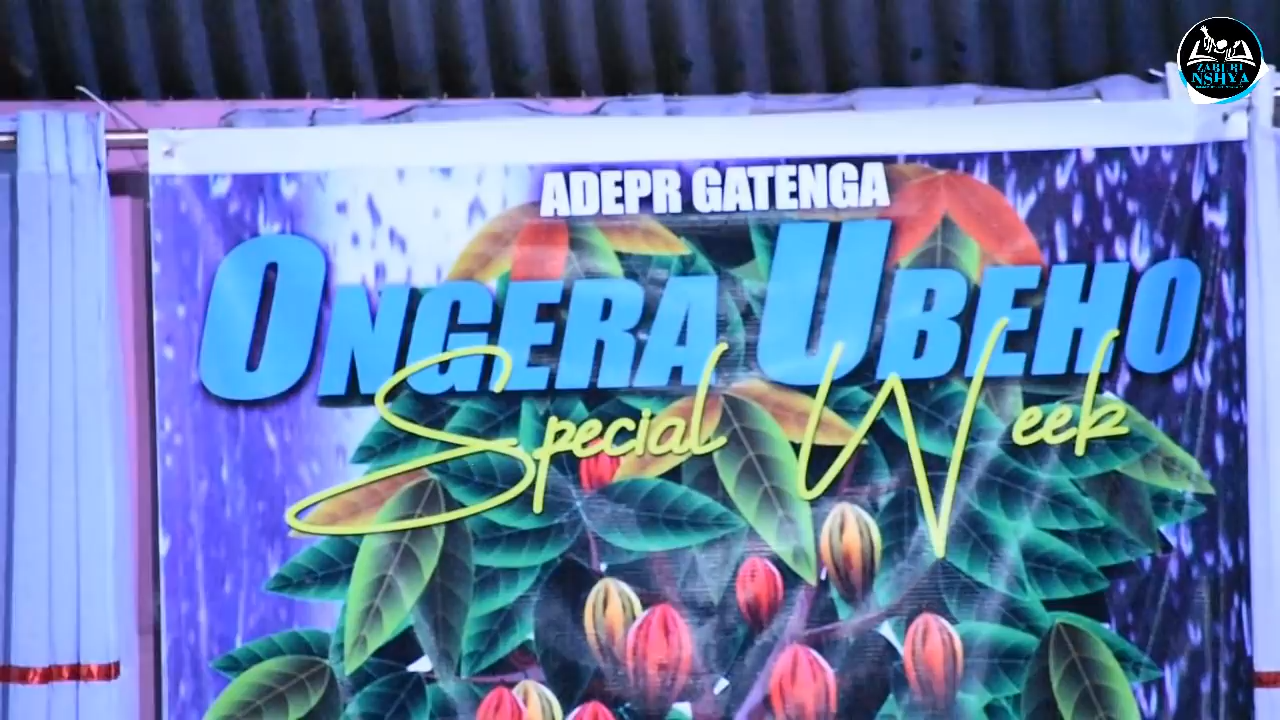 ADEPR GATENGA
ONGERA UBEHO
Special Week
ZABURI
NSHYA